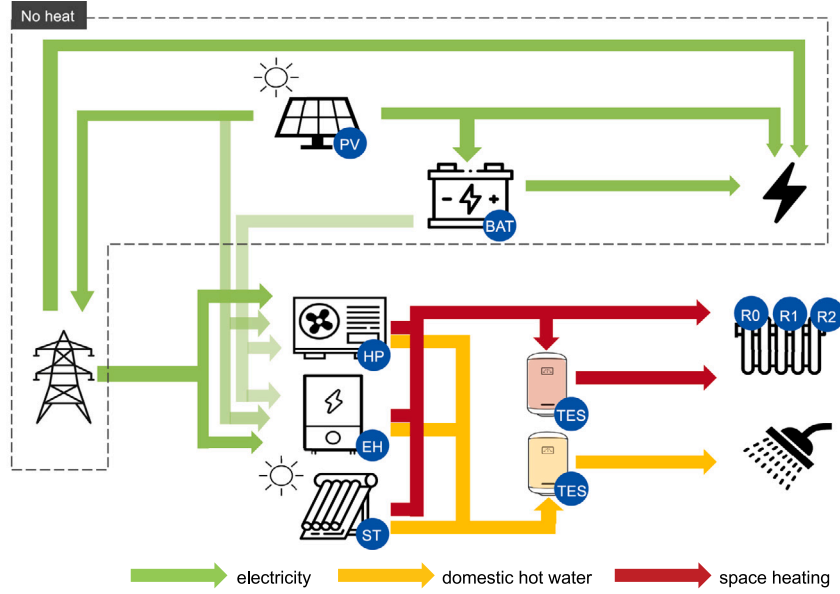 No heat
PV
BAT
R0 R1 R2
HP
TES
EH
TES
ST
electricity
domestic hot water
space heating